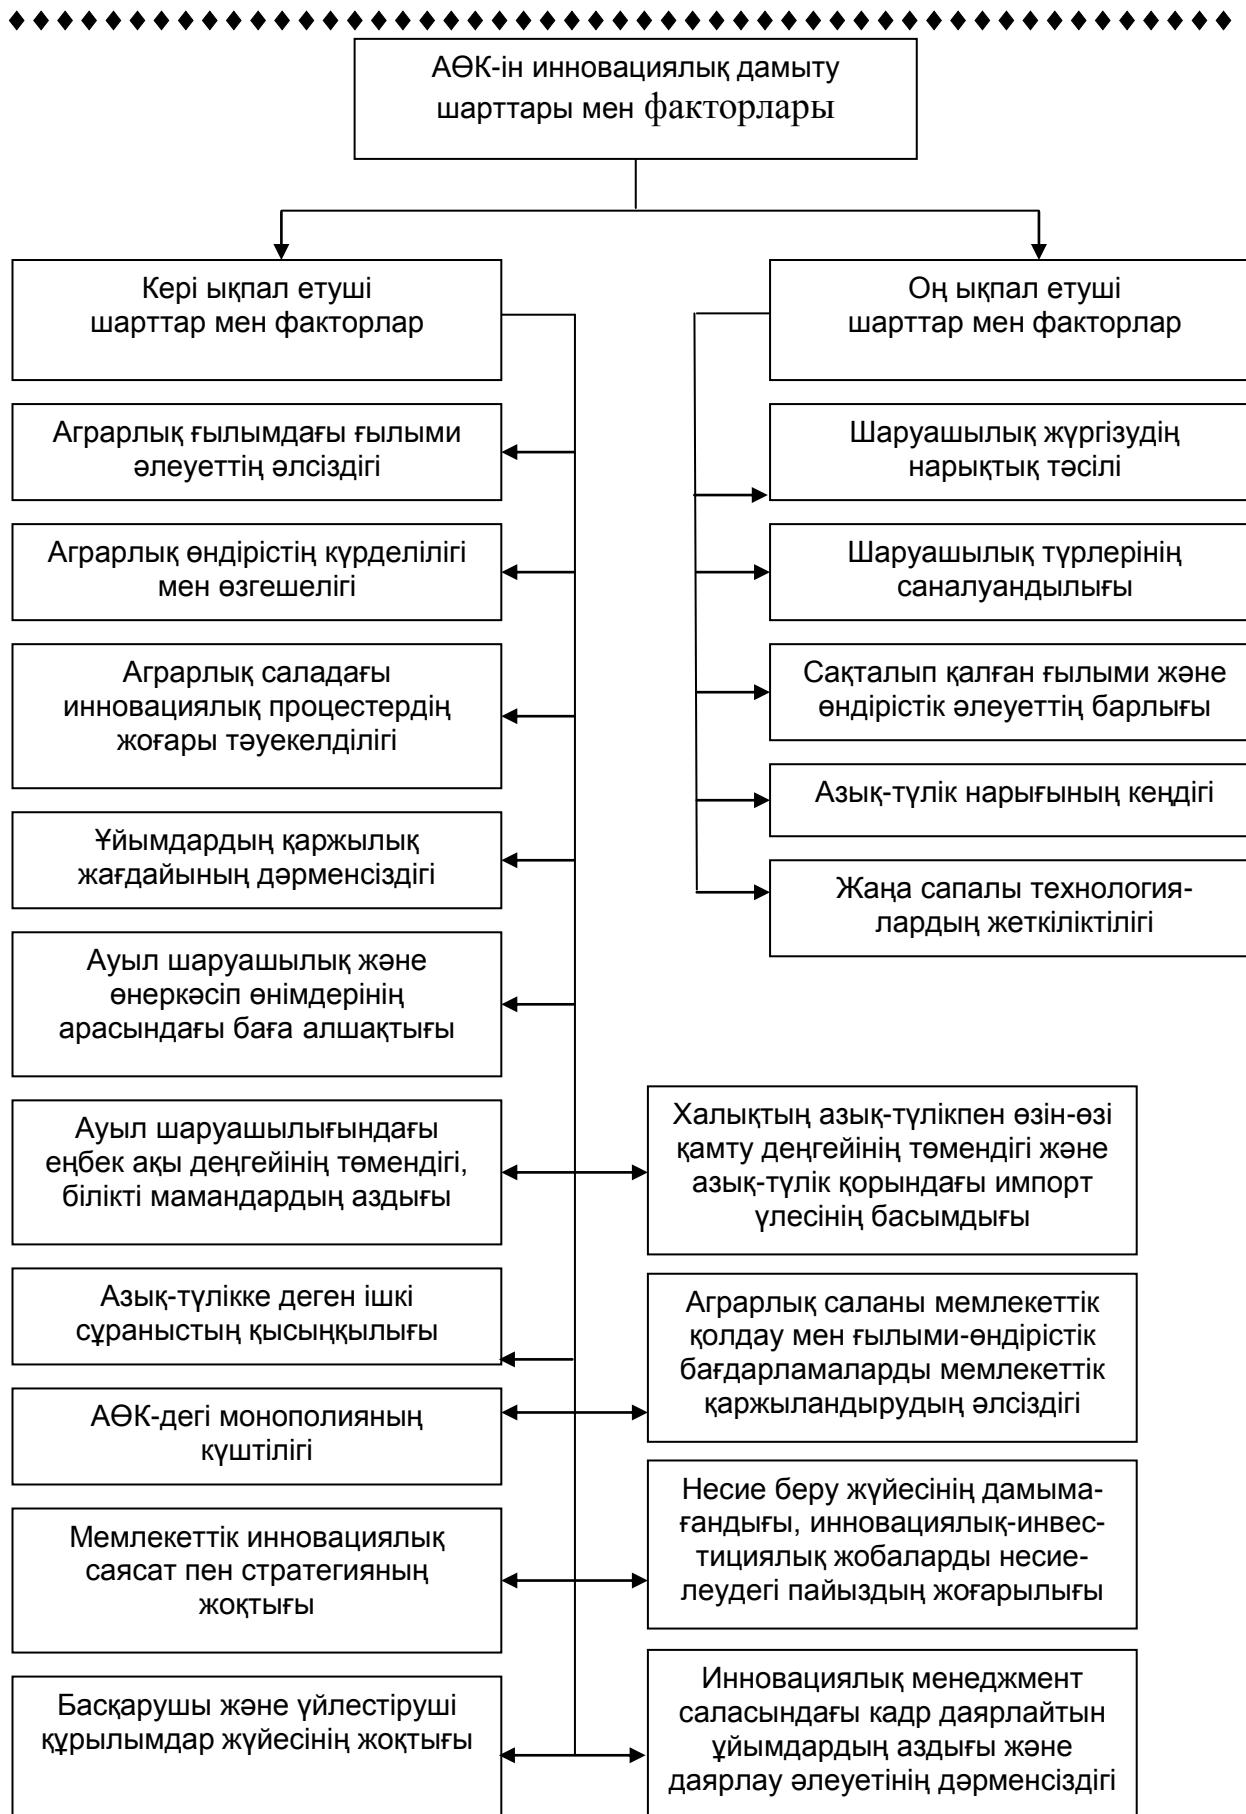 АӨК-ін инновациялық дамыту
шарттары мен факторлары
Кері ықпал етуші
шарттар мен факторлар
Оң ықпал етуші
шарттар мен факторлар
Аграрлық ғылымдағы ғылыми
әлеуеттің әлсіздігі
Аграрлық өндірістің күрделілігі
мен өзгешелігі
Аграрлық саладағы
инновациялық процестердің
жоғары тәуекелділігі
Ұйымдардың қаржылық
жағдайының дәрменсіздігі
Ауыл шаруашылық және
өнеркәсіп өнімдерінің
арасындағы баға алшақтығы
Ауыл шаруашылығындағы
еңбек ақы деңгейінің төмендігі,
білікті мамандардың аздығы
Азық-түлікке деген ішкі
сұраныстың қысыңқылығы
АӨК-дегі монополияның
күштілігі
Мемлекеттік инновациялық
саясат пен стратегияның
жоқтығы
Басқарушы және үйлестіруші
құрылымдар жүйесінің жоқтығы
Шаруашылық жүргізудің
нарықтық тәсілі
Шаруашылық түрлерінің
саналуандылығы
Сақталып қалған ғылыми және
өндірістік әлеуеттің барлығы
Азық-түлік нарығының кеңдігі
Жаңа сапалы технология-
лардың жеткіліктілігі
Халықтың азық-түлікпен өзін-өзі
қамту деңгейінің төмендігі және
азық-түлік қорындағы импорт
үлесінің басымдығы
Аграрлық саланы мемлекеттік
қолдау мен ғылыми-өндірістік
бағдарламаларды мемлекеттік
қаржыландырудың әлсіздігі
Несие беру жүйесінің дамыма-
ғандығы, инновациялық-инвес-
тициялық жобаларды несие-
леудегі пайыздың жоғарылығы
Инновациялық менеджмент
саласындағы кадр даярлайтын
ұйымдардың аздығы және
даярлау әлеуетінің дәрменсіздігі